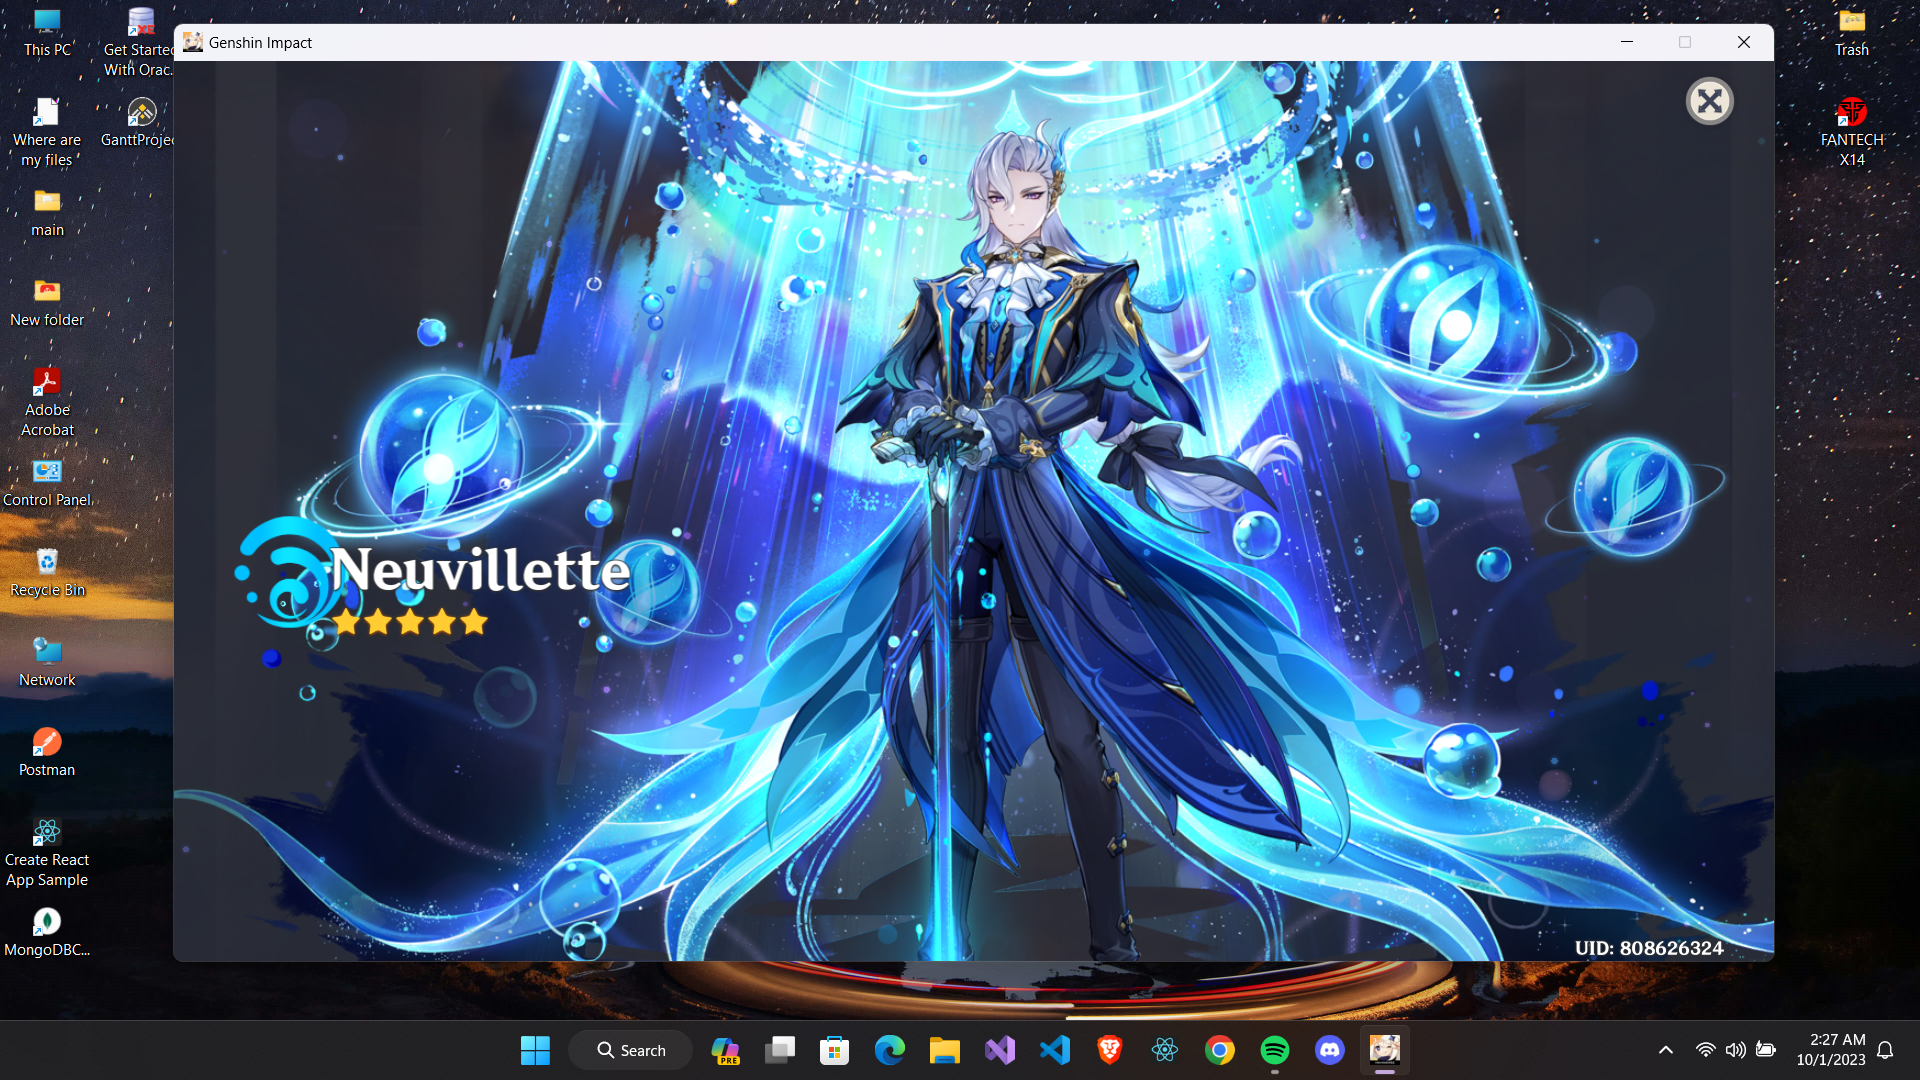 This PC
Get Started
With Orac...
Where are
my files
GanttProjec
main
New folder
Adobe
Acrobat
Control Panel
Recycle Bin
Network
Postman
Create React
App Sample
MongoDBC...
Genshin Impact
Neuvillette
UID: 808626324
Trash
FANTECH
X14
Search
PRE
2:27 AM
10/1/2023